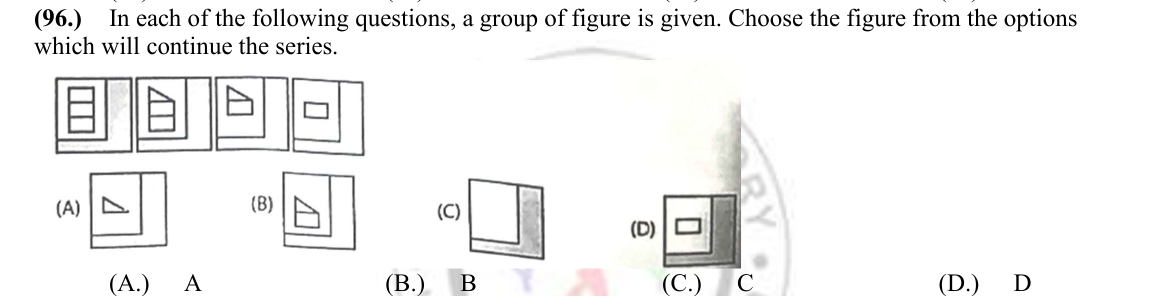 (96.) In each of the following questions, a group of figure is given. Choose the figure from the options
which will continue the series.
(A) (B) (C) (D)
(A.) A (B.) B (C.) C (D.) D